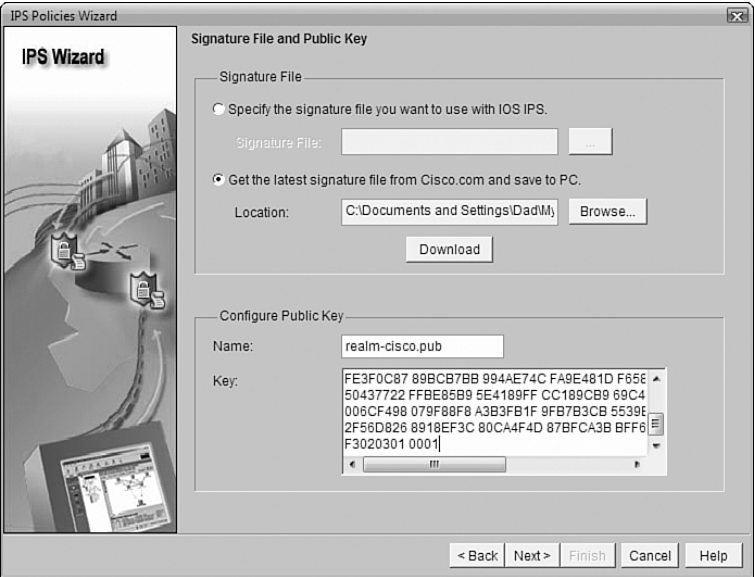 IPS Policies Wizard
IPS Wizard
Signature File and Public Key
Signature File
Specify the signature file you want to use with IOS IPS.
Signature File:
...
Get the latest signature file from Cisco.com and save to PC.
Location:
C:\Documents and Settings\Dad\My
Browse...
Download
Configure Public Key
Name:
realm-cisco.pub
Key:
FE3F0C87 89BCB7BB 994AE74C FA9E481D F658
50437722 FFBE85B9 5E4189FF CC189CB9 69C4
006CF498 079F88F8 A3B3FB1F 9FB7B3CB 5539E
2F56D826 8918EF3C 80CA4F4D 87BFCA3B BFF6
F3020301 0001
< Back
Next >
Finish
Cancel
Help